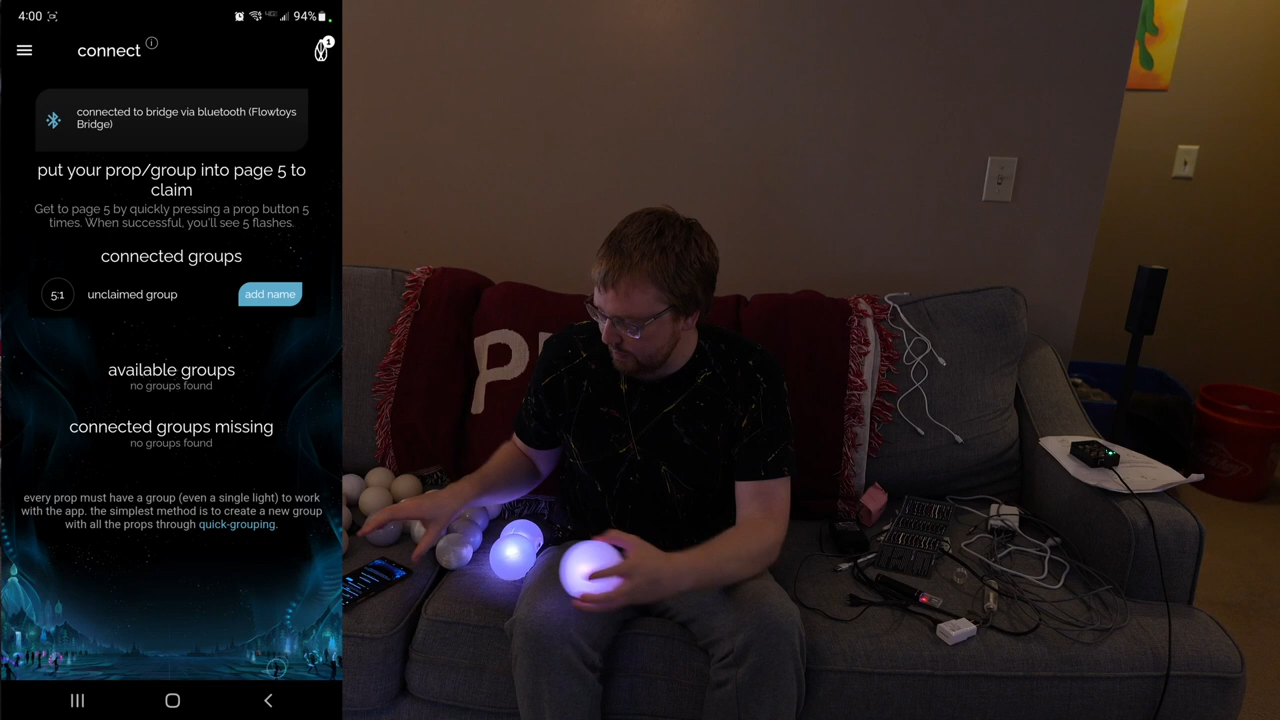 4:00
94%
connect
1
connected to bridge via bluetooth (Flowtoys
Bridge)
put your prop/group into page 5 to
claim
Get to page 5 by quickly pressing a prop button 5
times. When successful, you'll see 5 flashes.
connected groups
5:1 unclaimed group add name
available groups
no groups found
connected groups missing
no groups found
every prop must have a group (even a single light) to work
with the app. the simplest method is to create a new group
with all the props through quick-grouping.
P